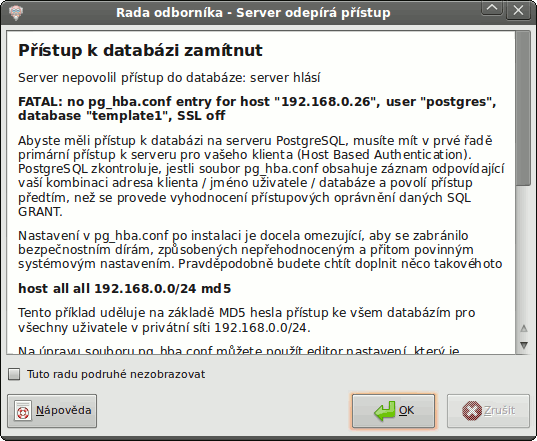 Rada odborníka - Server odepírá přístup
Přístup k databázi zamítnut
Server nepovolil přístup do databáze: server hlásí
FATAL: no pg_hba.conf entry for host "192.168.0.26", user "postgres",
database "template1", SSL off
Abyste měli přístup k databázi na serveru PostgreSQL, musíte mít v prvé řadě
primární přístup k serveru pro vašeho klienta (Host Based Authentication).
PostgreSQL zkontroluje, jestli soubor pg_hba.conf obsahuje záznam odpovídající
vaší kombinaci adresa klienta / jméno uživatele / databáze a povolí přístup
předtím, než se provede vyhodnocení přístupových oprávnění daných SQL
GRANT.
Nastavení v pg_hba.conf po instalaci je docela omezující, aby se zabránilo
bezpečnostním dírám, způsobených nepřehodnoceným a přitom povinným
systémovým nastavením. Pravděpodobně budete chtít doplnit něco takovéhoto
host all all 192.168.0.0/24 md5
Tento příklad uděluje na základě MD5 hesla přístup ke všem databázím pro
všechny uživatele v privátní síti 192.168.0.0/24.
Na úpravu souboru pg_hba.conf můžete použít editor nastavení, který je
Tuto radu podruhé nezobrazovat
Nápověda
OK
Zrušit